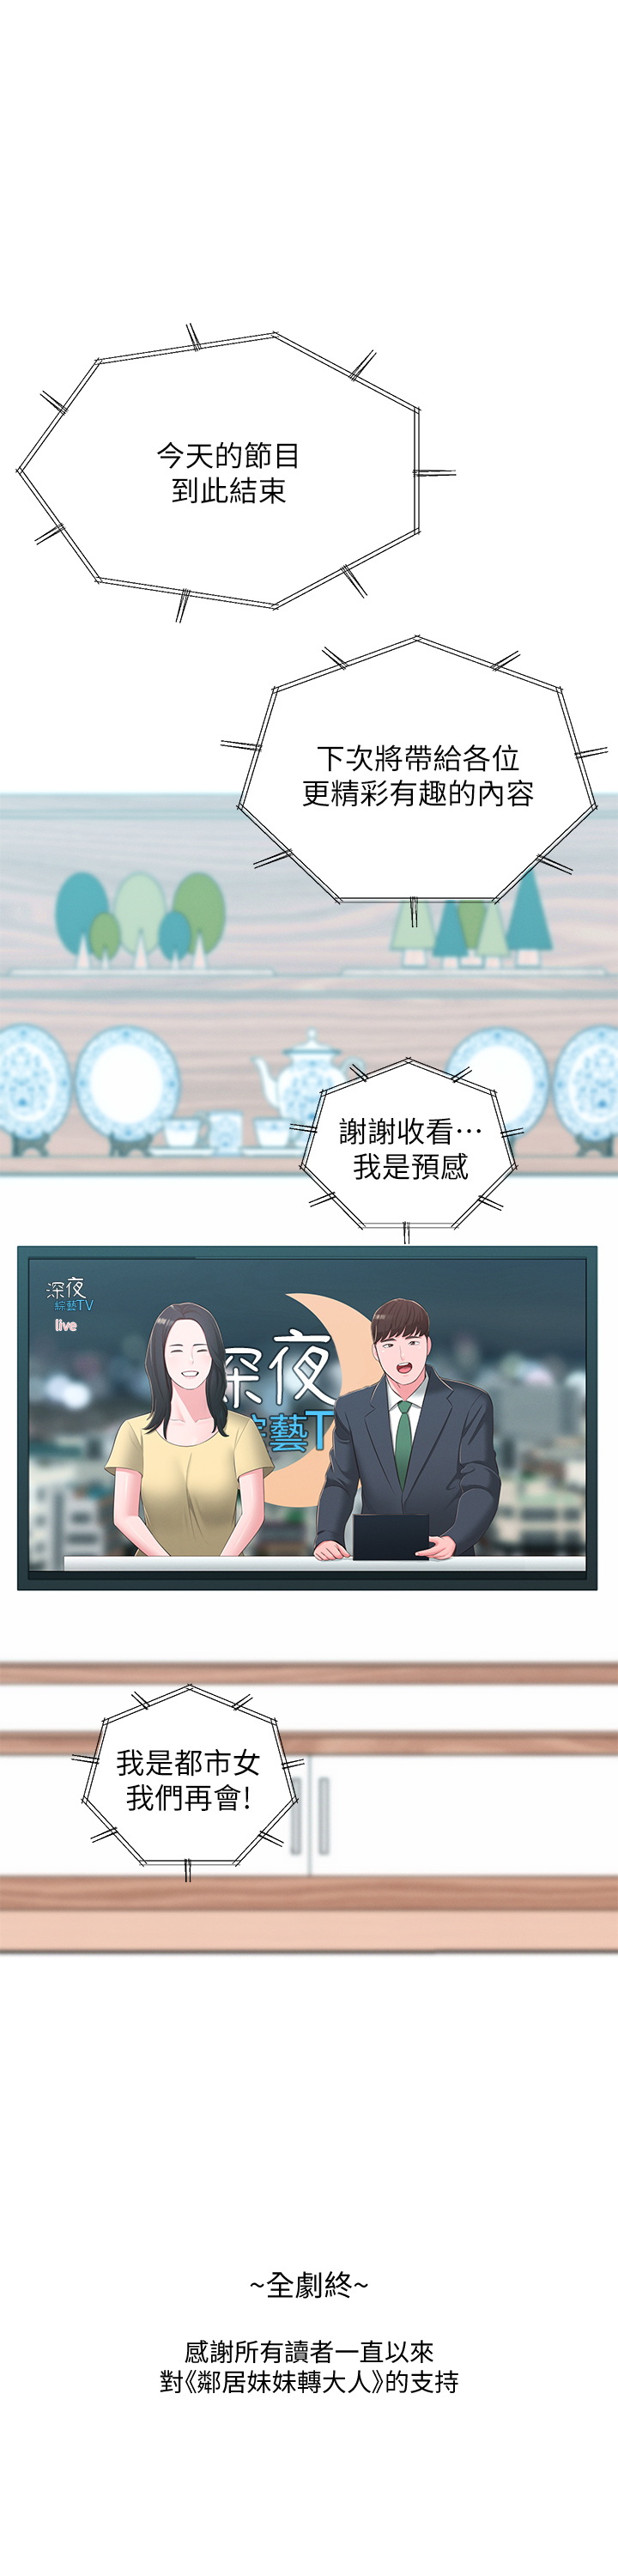 今天的節目
到此結束
下次將帶給各位
更精彩有趣的內容
謝謝收看⋯
我是預感
深夜
綜藝TV
live
深夜
綜藝T
我是都市女
我們再會!
~全劇終~
感謝所有讀者一直以來
對《鄰居妹妹轉大人》的支持